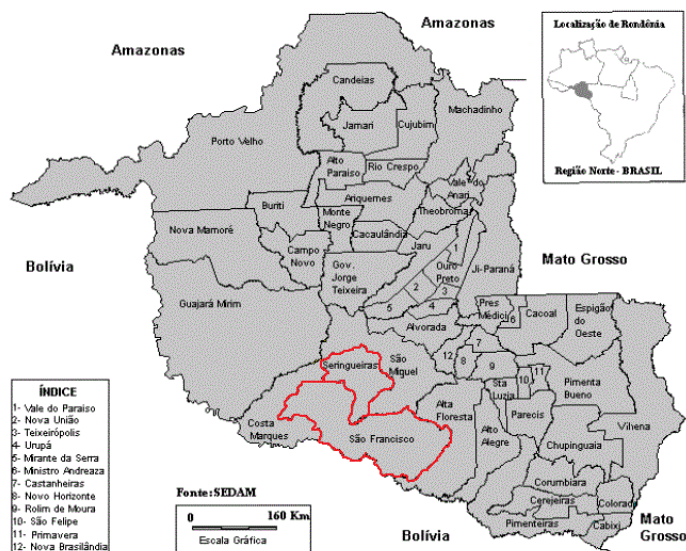 Amazonas
Amazonas
Localização de Rondônia
Região Norte - BRASIL
Candeias
Jamari
Cujubim
Machadinho
Porto Velho
Alto
Paraiso
Rio Crespo
Vale do
Anari
Buriti
Ariquemes
Monte
Negro
Theobroma
Nova Mamoré
Cacaulândia
Campo
Novo
Jaru
1
Bolívia
Gov.
Jorge
Teixeira
Ouro
Preto
Ji-Paraná
Mato Grosso
2
3
Guajará Mirim
5
4
Pres
Médici
6
Cacoal
Espigão
do
Oeste
Alvorada
7
Seringueiras
São
Miguel
12
8
9
Sta
Luzia
10
11
Pimenta
Bueno
Alta
Floresta
Parecis
Vilhena
Costa
Marques
São Francisco
Alto
Alegre
Chupinguaia
Corumbiara
Cerejeiras
Colorado
Pimenteiras
Cabixi
Mato
Grosso
Bolívia
ÍNDICE
1- Vale do Paraiso
2- Nova União
3- Teixeirópolis
4- Urupá
5- Mirante da Serra
6- Ministro Andreaza
7- Castanheiras
8- Novo Horizonte
9- Rolim de Moura
10- São Felipe
11- Primavera
12- Nova Brasilândia
Fonte: SEDAM
0 160 Km
Escala Gráfica